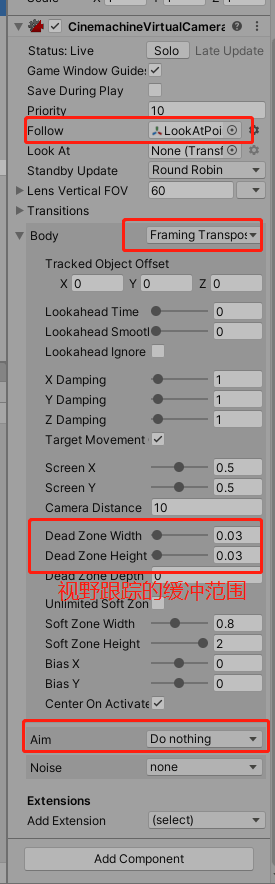 CinemachineVirtualCamera
Status: Live
Solo
Late Update
Game Window Guides
Save During Play
Priority
10
Follow
LookAtPoi
Look At
None (Transf
Standby Update
Round Robin
Lens Vertical FOV
60
Transitions
Body
Framing Transpos
Tracked Object Offset
X 0 Y 0 Z 0
Lookahead Time
0
Lookahead Smooth
0
Lookahead Ignore
X Damping
1
Y Damping
1
Z Damping
1
Target Movement
Screen X
0.5
Screen Y
0.5
Camera Distance
10
Dead Zone Width
0.03
Dead Zone Height
0.03
Dead Zone Depth
0
视野跟踪的缓冲范围
Unlimited Soft Zon
Soft Zone Width
0.8
Soft Zone Height
2
Bias X
0
Bias Y
0
Center On Activate
Aim
Do nothing
Noise
none
Extensions
Add Extension
(select)
Add Component